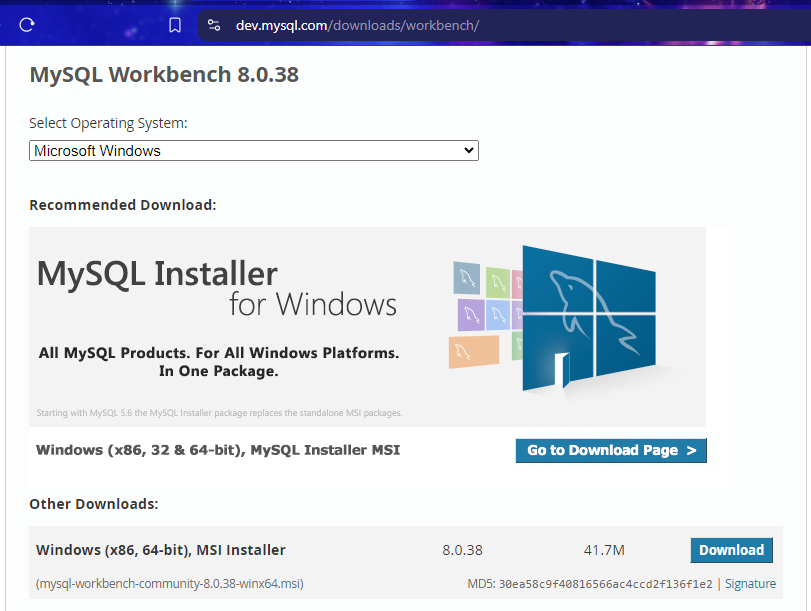 dev.mysql.com/downloads/workbench/
MySQL Workbench 8.0.38
Select Operating System:
Microsoft Windows
Recommended Download:
MySQL Installer
for Windows
All MySQL Products. For All Windows Platforms.
In One Package.
Starting with MySQL 5.6 the MySQL Installer package replaces the standalone MSI packages.
Windows (x86, 32 & 64-bit), MySQL Installer MSI
Go to Download Page >
Other Downloads:
Windows (x86, 64-bit), MSI Installer 8.0.38 41.7M Download
(mysql-workbench-community-8.0.38-winx64.msi) MD5: 30ea58c9f40816566ac4ccd2f136f1e2 | Signature